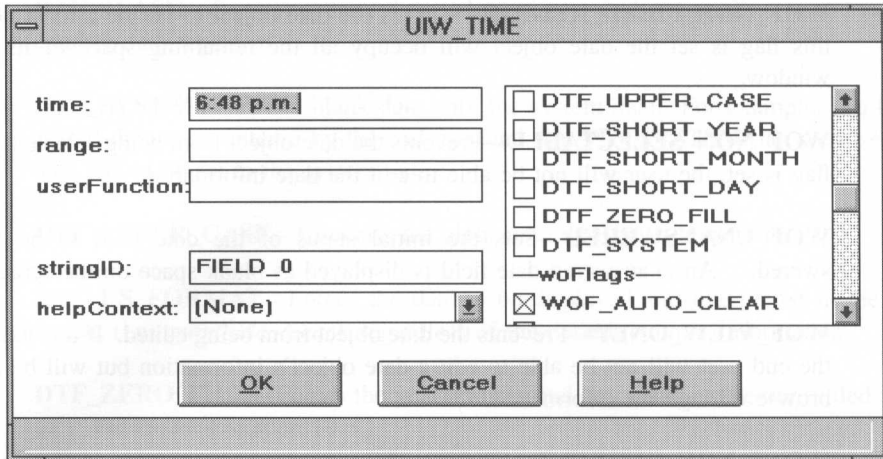 UIW_TIME
time: 6:48 p.m.
range:
userFunction:
stringID: FIELD_0
helpContext: (None)
DTF_UPPER_CASE
DTF_SHORT_YEAR
DTF_SHORT_MONTH
DTF_SHORT_DAY
DTF_ZERO_FILL
DTF_SYSTEM
--woFlags--
WOF_AUTO_CLEAR
OK Cancel Help